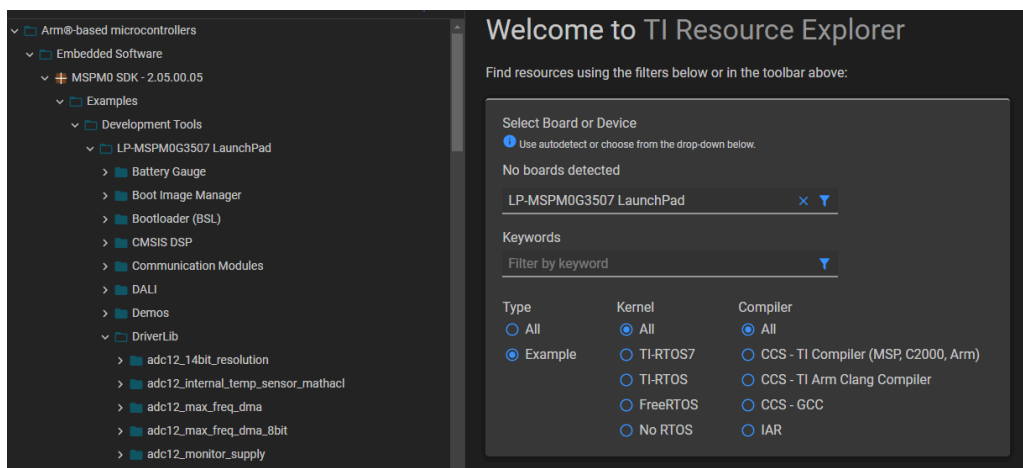 Arm®-based microcontrollers
Embedded Software
MSPM0 SDK - 2.05.00.05
Examples
Development Tools
LP-MSPM0G3507 LaunchPad
Battery Gauge
Boot Image Manager
Bootloader (BSL)
CMSIS DSP
Communication Modules
DALI
Demos
DriverLib
adc12_14bit_resolution
adc12_internal_temp_sensor_mathacl
adc12_max_freq_dma
adc12_max_freq_dma_8bit
adc12_monitor_supply
Welcome to TI Resource Explorer
Find resources using the filters below or in the toolbar above:
Select Board or Device
Use autodetect or choose from the drop-down below.
No boards detected
LP-MSPM0G3507 LaunchPad
Keywords
Filter by keyword
Type
All
Example
Kernel
All
TI-RTOS7
TI-RTOS
FreeRTOS
No RTOS
Compiler
All
CCS - TI Compiler (MSP, C2000, Arm)
CCS - TI Arm Clang Compiler
CCS - GCC
IAR